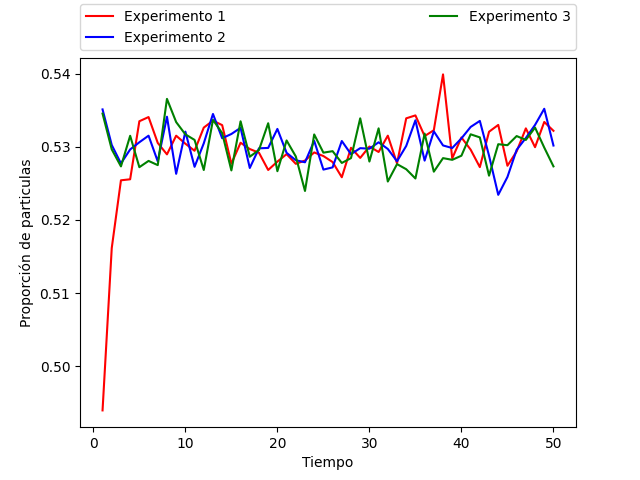 Experimento 1
Experimento 2
Experimento 3
0.54
0.53
0.52
0.51
0.50
Proporción de partículas
0
10
20
30
40
50
Tiempo